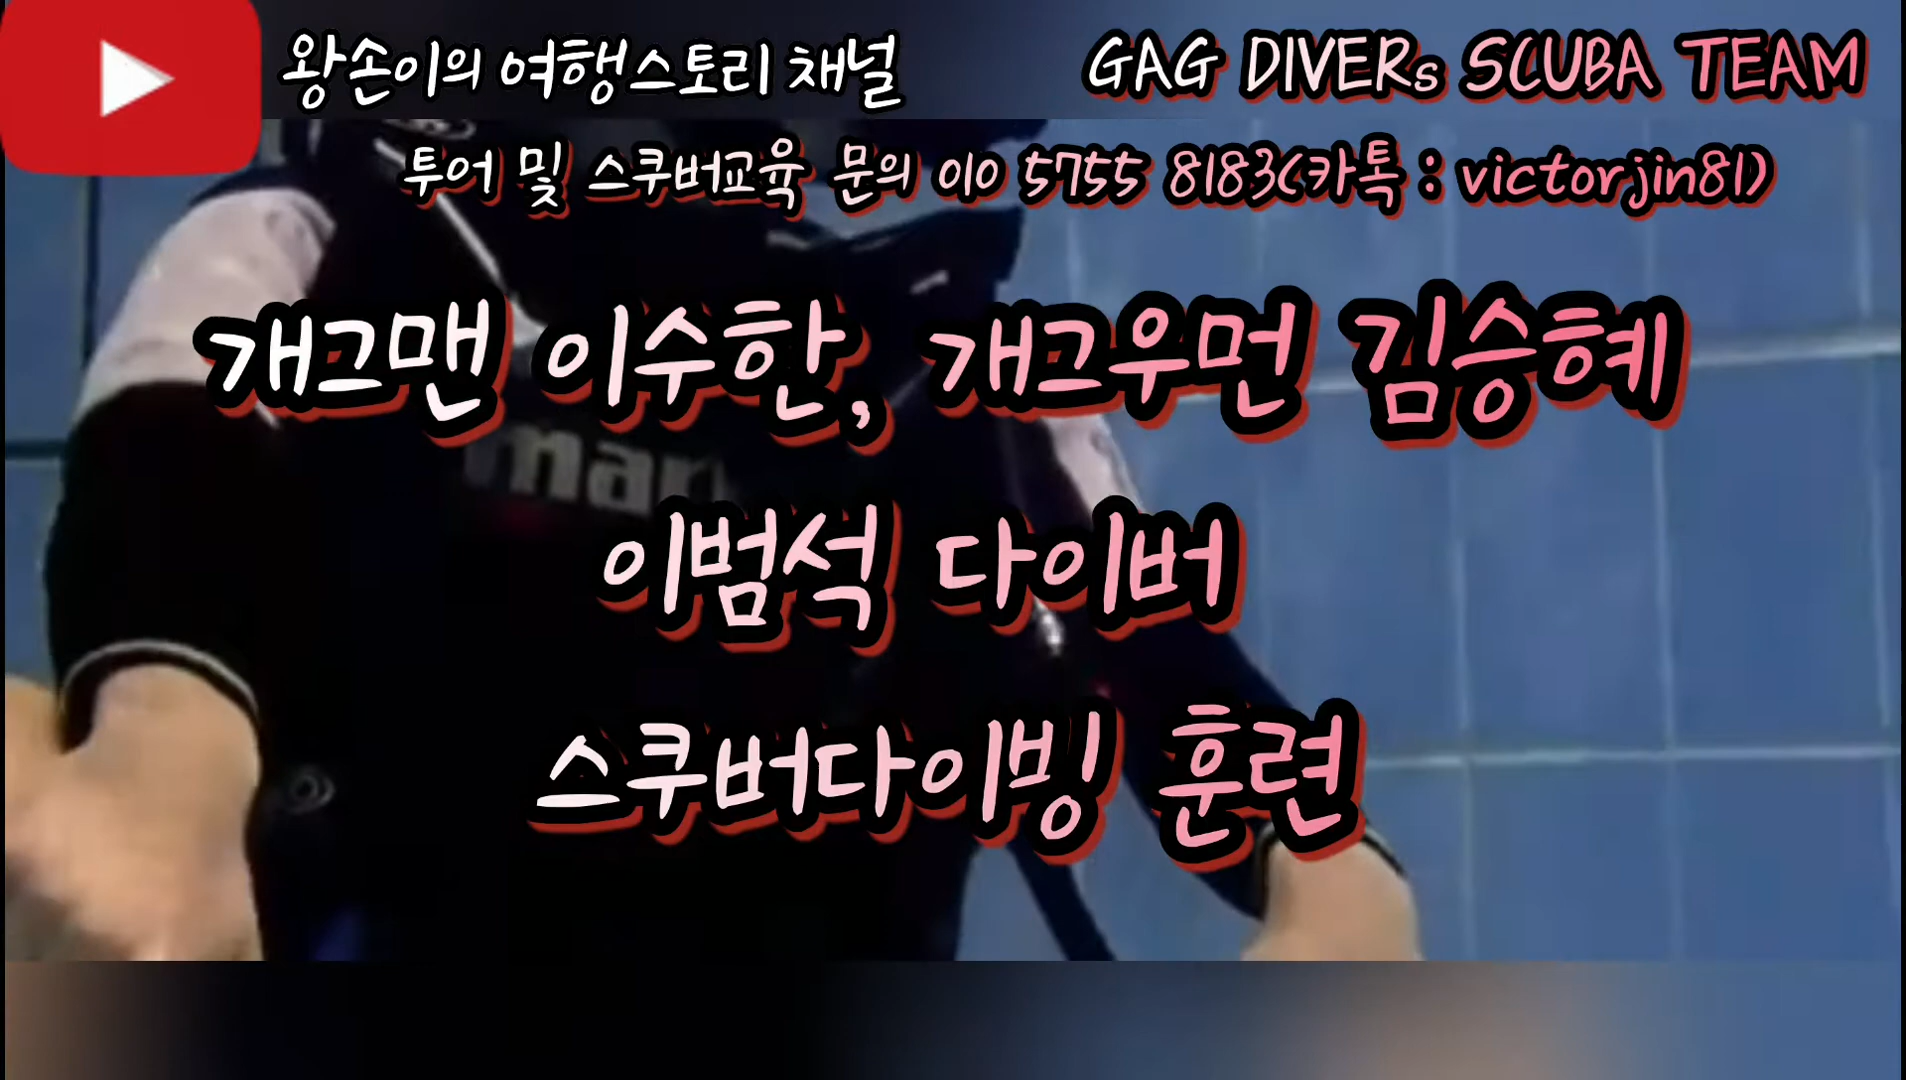 왕손이의 여행스토리 채널 GAG DIVERs SCUBA TEAM
투어 및 스쿠버교육 문의 010 5755 8183(카톡 : victorjin81)
개그맨 이수한, 개그우먼 김승혜
mar
이범석 다이버
스쿠버다이빙 훈련